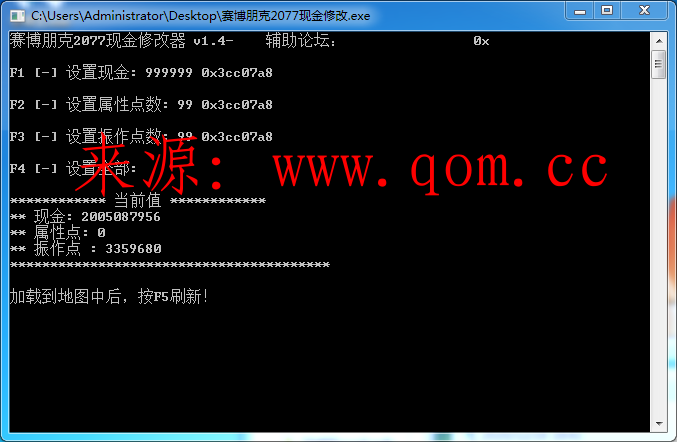 C:\Users\Administrator\Desktop\赛博朋克2077现金修改.exe
赛博朋克2077现金修改器 v1.4- 辅助论坛: 0x
F1 [-] 设置现金: 999999 0x3cc07a8
F2 [-] 设置属性点数: 99 0x3cc07a8
F3 [-] 设置振作点数: 99 0x3cc07a8
F4 [-] 设置全部:
来源: www.qom.cc
************* 当前值 ************
** 现金: 2005087956
** 属性点: 0
** 振作点 : 3359680
****************************************
加载到地图中后, 按F5刷新!